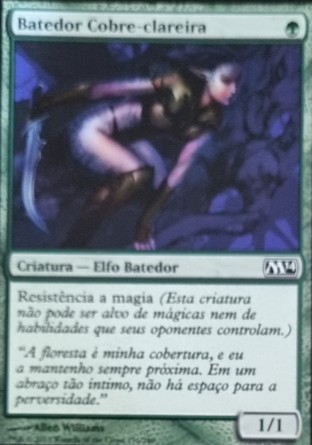 Batedor Cobre-clareira
Criatura — Elfo Batedor
M14
Resistência a magia (Esta criatura
não pode ser alvo de mágicas nem de
habilidades que seus oponentes controlam.)
“A floresta é minha cobertura, e eu
a mantenho sempre próxima. Em um
abraço tão íntimo, não há espaço para a
perversidade.”
Allen Williams
1/1